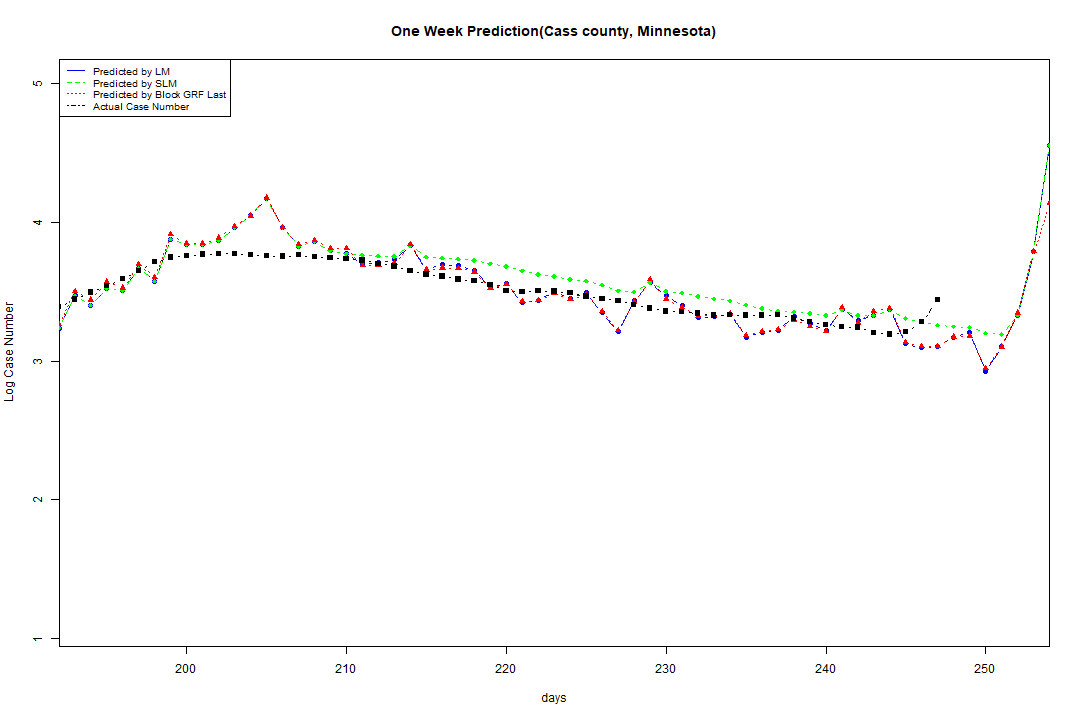 One Week Prediction(Cass county, Minnesota)
Predicted by LM
Predicted by SLM
Predicted by Block GRF Last
Actual Case Number
5
4
3
2
1
Log Case Number
200 210 220 230 240 250
days